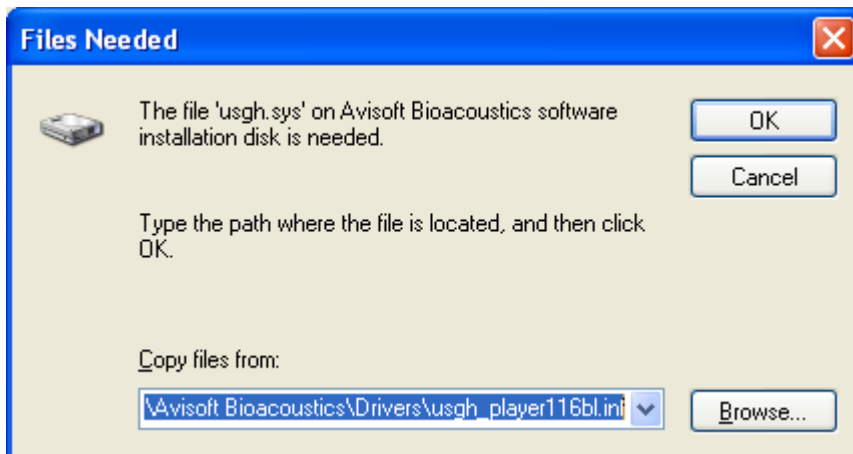 Files Needed
The file 'usgh.sys' on Avisoft Bioacoustics software
installation disk is needed.
OK
Cancel
Type the path where the file is located, and then click
OK.
Copy files from:
\Avisoft Bioacoustics\Drivers\usgh_player116bl.inf
Browse...